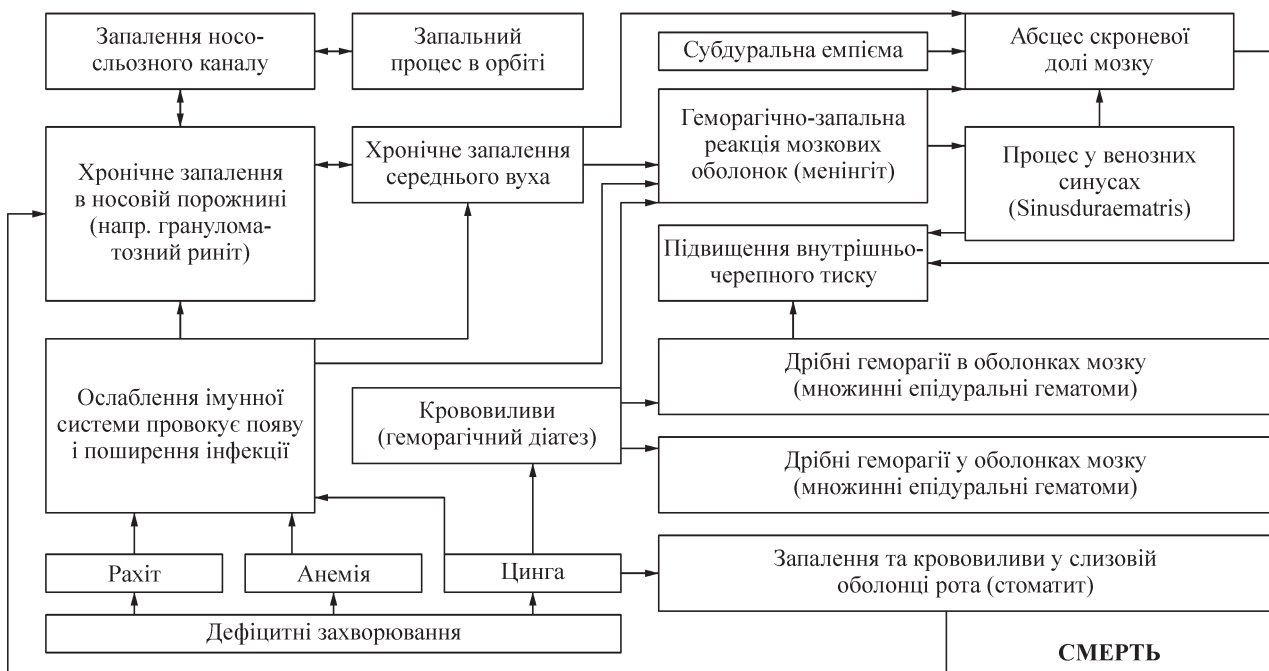 Запалення носо-
сльозного каналу
Запальний
процес в орбіті
Субдуральна емпієма
Абсцес скроневої
долі мозку
Хронічне запалення
в носовій порожнині
(напр. гранулома-
тозний риніт)
Хронічне запалення
середнього вуха
Геморагічно-запальна
реакція мозкових
оболонок (менінгіт)
Процес у венозних
синусах
(Sinusduraematris)
Підвищення внутрішньо-
черепного тиску
Ослаблення імунної
системи провокує появу
і поширення інфекції
Крововиливи
(геморагічний діатез)
Дрібні геморагії в оболонках мозку
(множинні епідуральні гематоми)
Дрібні геморагії у оболонках мозку
(множинні епідуральні гематоми)
Рахіт
Анемія
Цинга
Запалення та крововиливи у слизовій
оболонці рота (стоматит)
Дефіцитні захворювання
СМЕРТЬ